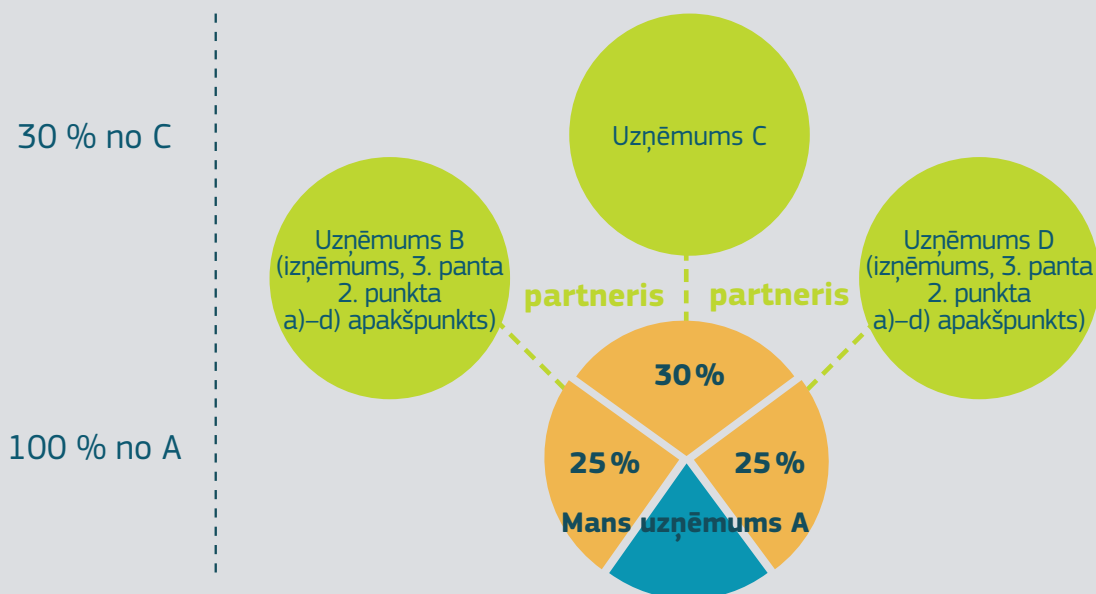 30 % no C
Uzņēmums C
Uzņēmums B
(izņēmums, 3. panta
2. punkta
a)–d) apakšpunkts)
Uzņēmums D
(izņēmums, 3. panta
2. punkta
a)–d) apakšpunkts)
partneris
partneris
30 %
100 % no A
25 %
25 %
Mans uzņēmums A